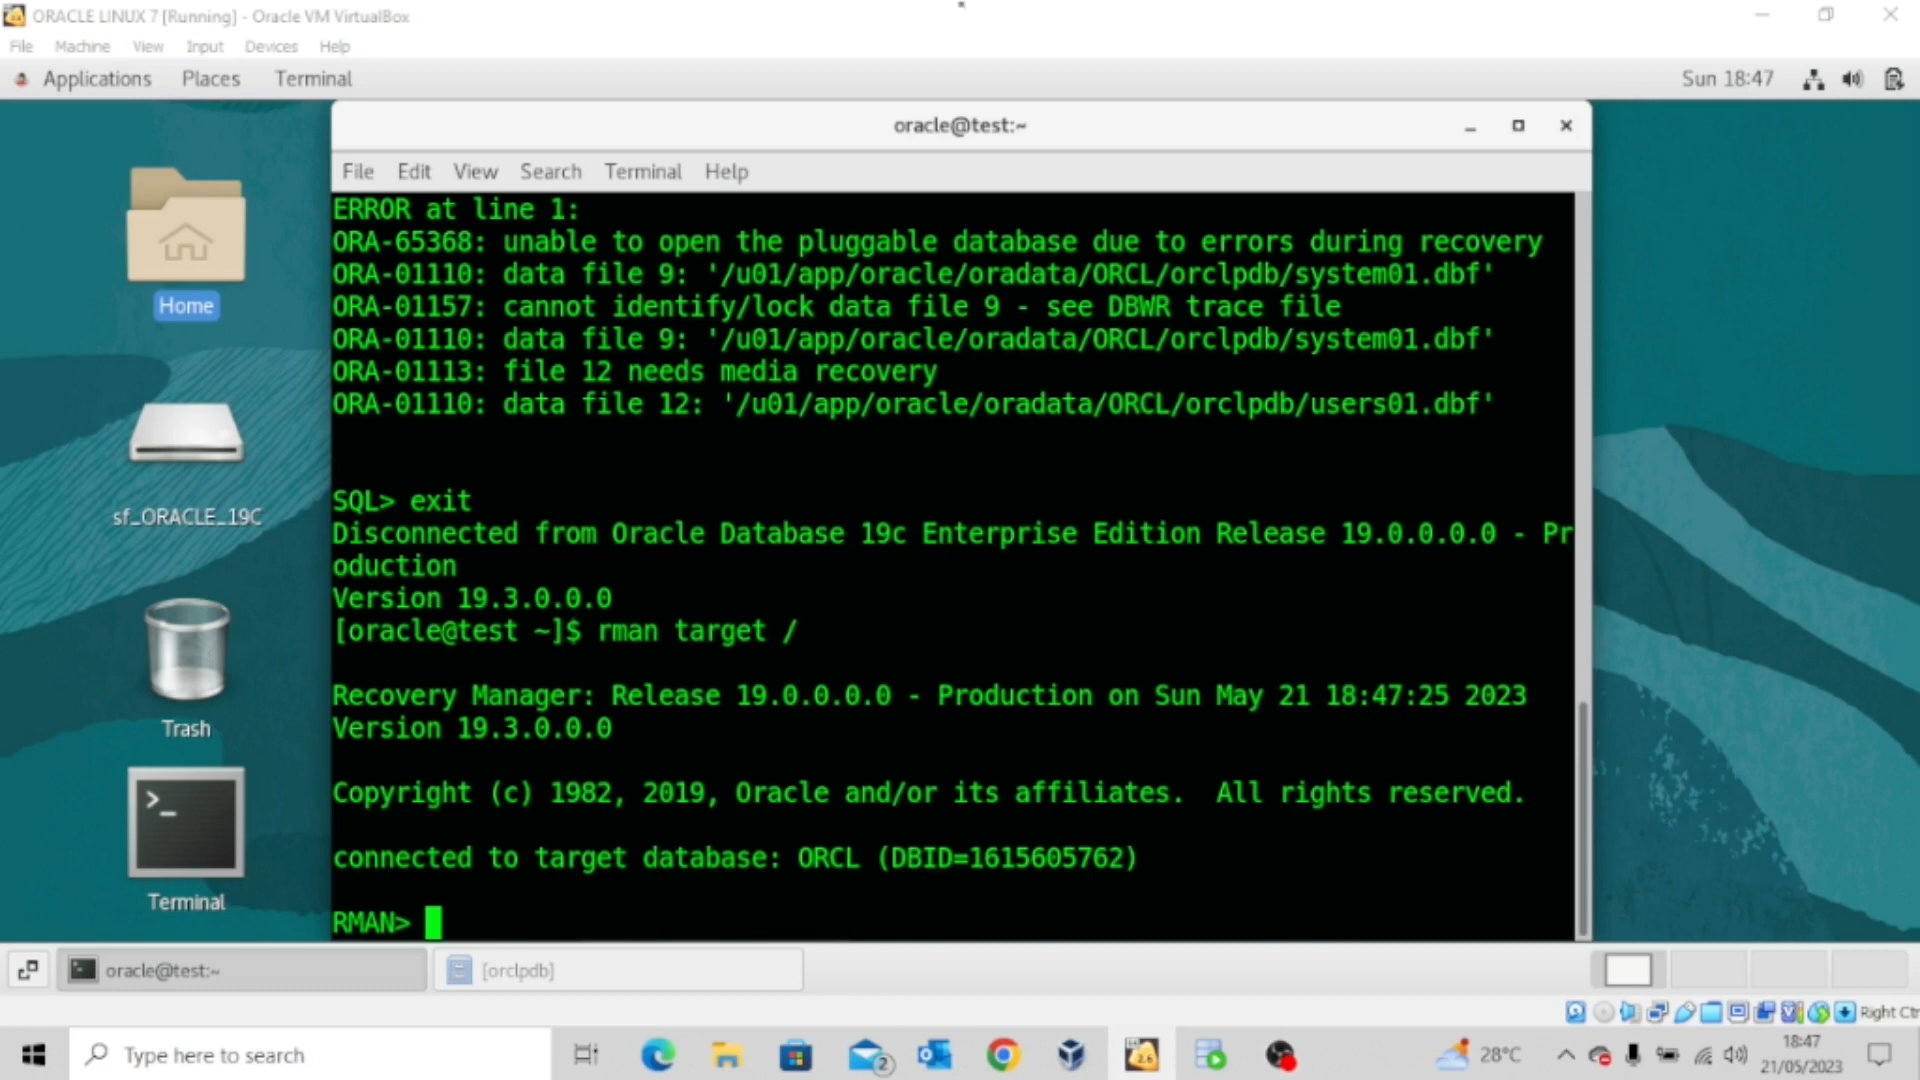 ORACLE LINUX 7 [Running] - Oracle VM VirtualBox
File Machine View Input Devices Help
Applications Places Terminal
Sun 18:47
oracle@test:~
File Edit View Search Terminal Help
ERROR at line 1:
ORA-65368: unable to open the pluggable database due to errors during recovery
ORA-01110: data file 9: '/u01/app/oracle/oradata/ORCL/orclpdb/system01.dbf'
ORA-01157: cannot identify/lock data file 9 - see DBWR trace file
ORA-01110: data file 9: '/u01/app/oracle/oradata/ORCL/orclpdb/system01.dbf'
ORA-01113: file 12 needs media recovery
ORA-01110: data file 12: '/u01/app/oracle/oradata/ORCL/orclpdb/users01.dbf'
SQL> exit
Disconnected from Oracle Database 19c Enterprise Edition Release 19.0.0.0.0 - Pr
oduction
Version 19.3.0.0.0
[oracle@test ~]$ rman target /
Recovery Manager: Release 19.0.0.0.0 - Production on Sun May 21 18:47:25 2023
Version 19.3.0.0.0
Copyright (c) 1982, 2019, Oracle and/or its affiliates.  All rights reserved.
connected to target database: ORCL (DBID=1615605762)
RMAN>
Home
sf_ORACLE_19C
Trash
Terminal
oracle@test:~
[orclpdb]
Right Ctr
Type here to search
2
2.6
28°C
18:47
21/05/2023